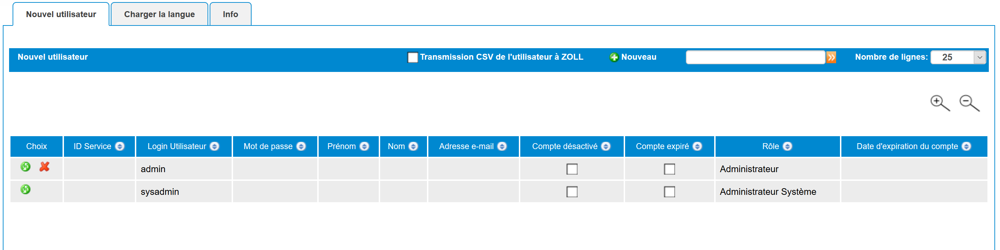 Nouvel utilisateur Charger la langue Info
Nouvel utilisateur Transmission CSV de l'utilisateur à ZOLL Nouveau Nombre de lignes: 25
Choix ID Service Login Utilisateur Mot de passe Prénom Nom Adresse e-mail Compte désactivé Compte expiré Rôle Date d'expiration du compte
admin Administrateur
sysadmin Administrateur Système